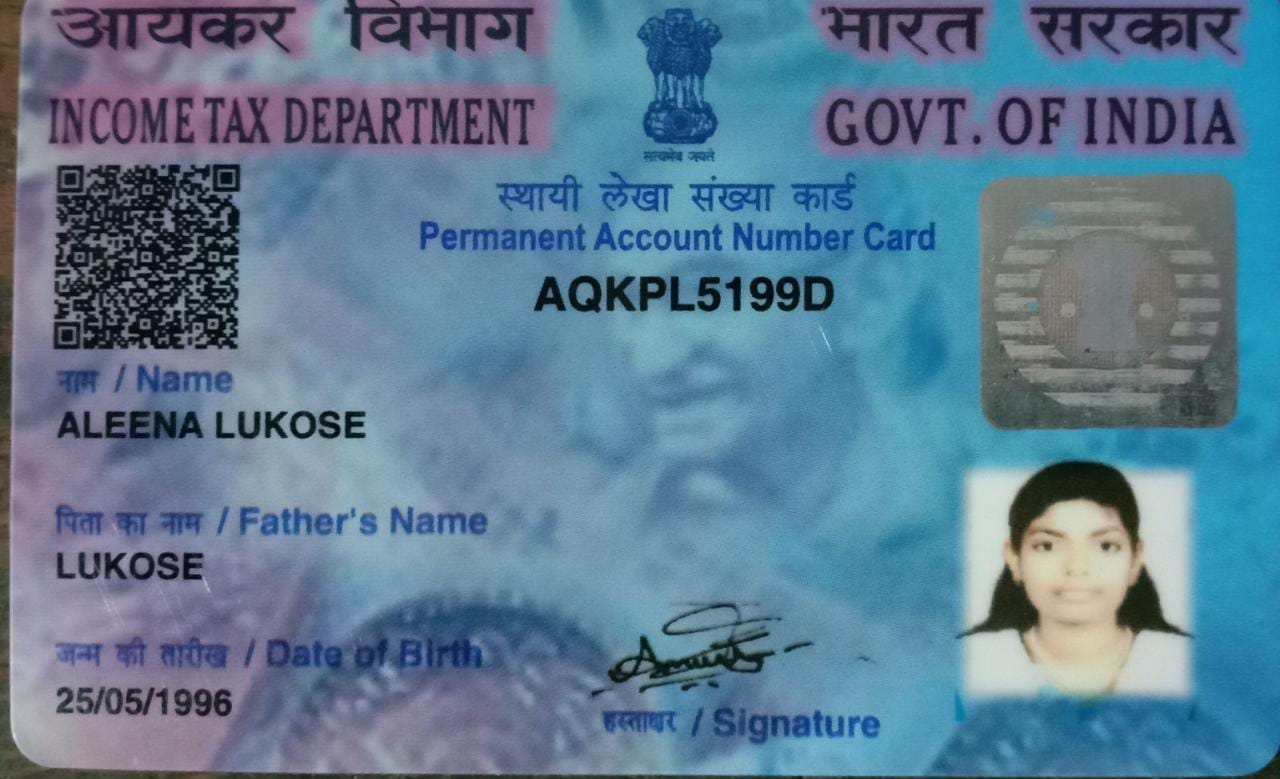 आयकर विभाग
INCOME TAX DEPARTMENT
सत्यमेव जयते
भारत सरकार
GOVT. OF INDIA
स्थायी लेखा संख्या कार्ड
Permanent Account Number Card
AQKPL5199D
नाम / Name
ALEENA LUKOSE
पिता का नाम / Father's Name
LUKOSE
जन्म की तारीख / Date of Birth
25/05/1996
हस्ताक्षर / Signature